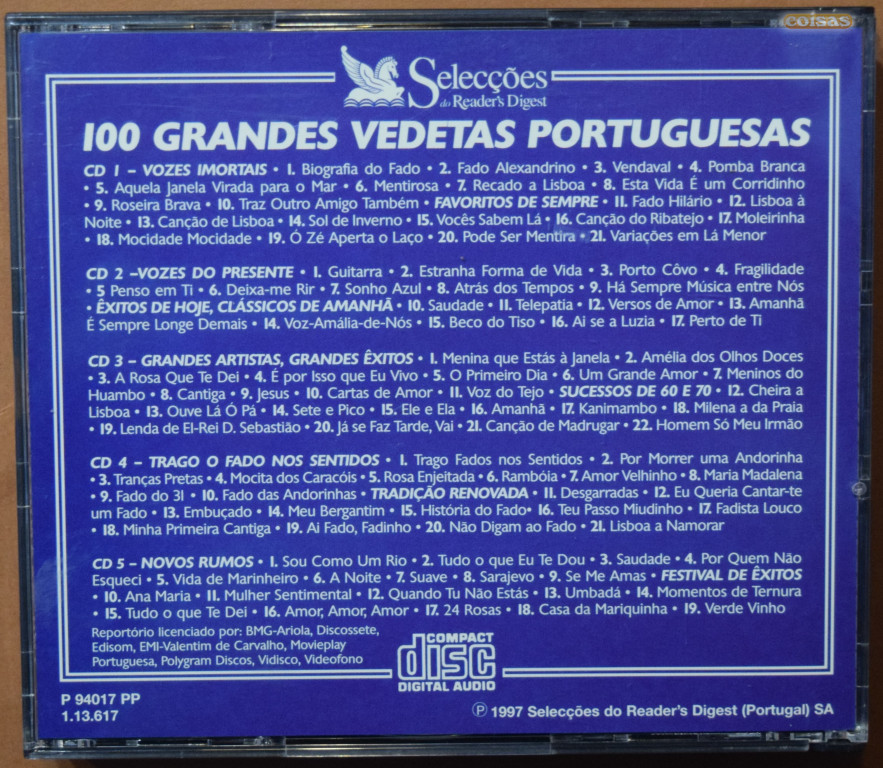 coisas
Selecções
do Reader's Digest
100 GRANDES VEDETAS PORTUGUESAS
CD 1 – VOZES IMORTAIS • 1. Biografia do Fado • 2. Fado Alexandrino • 3. Vendaval • 4. Pomba Branca
• 5. Aquela Janela Virada para o Mar • 6. Mentirosa • 7. Recado a Lisboa • 8. Esta Vida É um Corridinho
• 9. Roseira Brava • 10. Traz Outro Amigo Também • FAVORITOS DE SEMPRE • 11. Fado Hilário • 12. Lisboa à
Noite • 13. Canção de Lisboa • 14. Sol de Inverno • 15. Vocês Sabem Lá • 16. Canção do Ribatejo • 17. Moleirinha
• 18. Mocidade Mocidade • 19. Ó Zé Aperta o Laço • 20. Pode Ser Mentira • 21. Variações em Lá Menor
CD 2 –VOZES DO PRESENTE • 1. Guitarra • 2. Estranha Forma de Vida • 3. Porto Côvo • 4. Fragilidade
• 5 Penso em Ti • 6. Deixa-me Rir • 7. Sonho Azul • 8. Atrás dos Tempos • 9. Há Sempre Música entre Nós
• ÊXITOS DE HOJE, CLÁSSICOS DE AMANHÃ • 10. Saudade • 11. Telepatia • 12. Versos de Amor • 13. Amanhã
É Sempre Longe Demais • 14. Voz-Amália-de-Nós • 15. Beco do Tiso • 16. Ai se a Luzia • 17. Perto de Ti
CD 3 – GRANDES ARTISTAS, GRANDES ÊXITOS • 1. Menina que Estás à Janela • 2. Amélia dos Olhos Doces
• 3. A Rosa Que Te Dei • 4. É por Isso que Eu Vivo • 5. O Primeiro Dia • 6. Um Grande Amor • 7. Meninos do
Huambo • 8. Cantiga • 9. Jesus • 10. Cartas de Amor • 11. Voz do Tejo • SUCESSOS DE 60 E 70 • 12. Cheira a
Lisboa • 13. Ouve Lá Ó Pá • 14. Sete e Pico • 15. Ele e Ela • 16. Amanhã • 17. Kanimambo • 18. Milena a da Praia
• 19. Lenda de El-Rei D. Sebastião • 20. Já se Faz Tarde, Vai • 21. Canção de Madrugar • 22. Homem Só Meu Irmão
CD 4 – TRAGO O FADO NOS SENTIDOS • 1. Trago Fados nos Sentidos • 2. Por Morrer uma Andorinha
• 3. Tranças Pretas • 4. Mocita dos Caracóis • 5. Rosa Enjeitada • 6. Rambóia • 7. Amor Velhinho • 8. Maria Madalena
• 9. Fado do 31 • 10. Fado das Andorinhas • TRADIÇÃO RENOVADA • 11. Desgarradas • 12. Eu Queria Cantar-te
um Fado • 13. Embuçado • 14. Meu Bergantim • 15. História do Fado• 16. Teu Passo Miudinho • 17. Fadista Louco
• 18. Minha Primeira Cantiga • 19. Ai Fado, Fadinho • 20. Não Digam ao Fado • 21. Lisboa a Namorar
CD 5 – NOVOS RUMOS • 1. Sou Como Um Rio • 2. Tudo o que Eu Te Dou • 3. Saudade • 4. Por Quem Não
Esqueci • 5. Vida de Marinheiro • 6. A Noite • 7. Suave • 8. Sarajevo • 9. Se Me Amas • FESTIVAL DE ÊXITOS
• 10. Ana Maria • 11. Mulher Sentimental • 12. Quando Tu Não Estás • 13. Umbadá • 14. Momentos de Ternura
• 15. Tudo o que Te Dei • 16. Amor, Amor, Amor • 17. 24 Rosas • 18. Casa da Mariquinha • 19. Verde Vinho
Reportório licenciado por: BMG-Ariola, Discossete,
Edisom, EMI-Valentim de Carvalho, Movieplay
Portuguesa, Polygram Discos, Vidisco, Videofono
COMPACT
disc
DIGITAL AUDIO
P 94017 PP
1.13.617
℗ 1997 Selecções do Reader's Digest (Portugal) SA